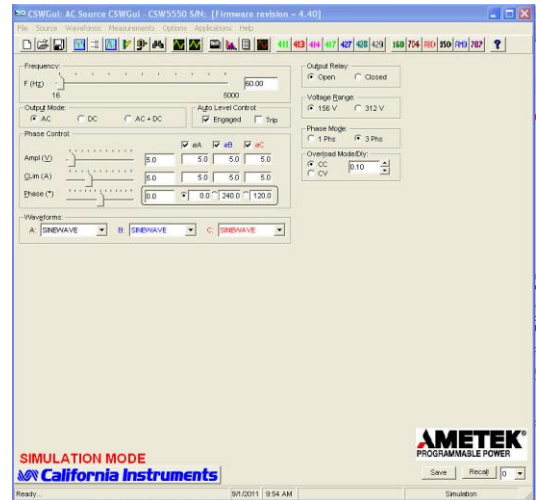 CSWGui: AC Source CSWGui - CSW5550 S/N: [Firmware revision - 4.40]
File Source Waveforms Measurements Options Applications Help
411 413 414 417 427 428 429 160 704 ABD 787 ?
Frequency:
F (Hz)
60.00
16 5000
Output Mode:
AC DC AC + DC
Auto Level Control
Engaged Trip
Phase Control:
øA øB øC
Ampl (V) 5.0 5.0 5.0 5.0
CLim (A) 5.0 5.0 5.0 5.0
Phase (°) 0.0 0.0 240.0 120.0
Waveforms:
A: SINEWAVE B: SINEWAVE C: SINEWAVE
Output Relay:
Open Closed
Voltage Range:
156 V 312 V
Phase Mode:
1 Phs 3 Phs
Overload Mode/Dly:
CC
CV
0.10
SIMULATION MODE
California Instruments
AMETEK®
PROGRAMMABLE POWER
Save Recall 0
Ready... 9/1/2011 9:54 AM Simulation